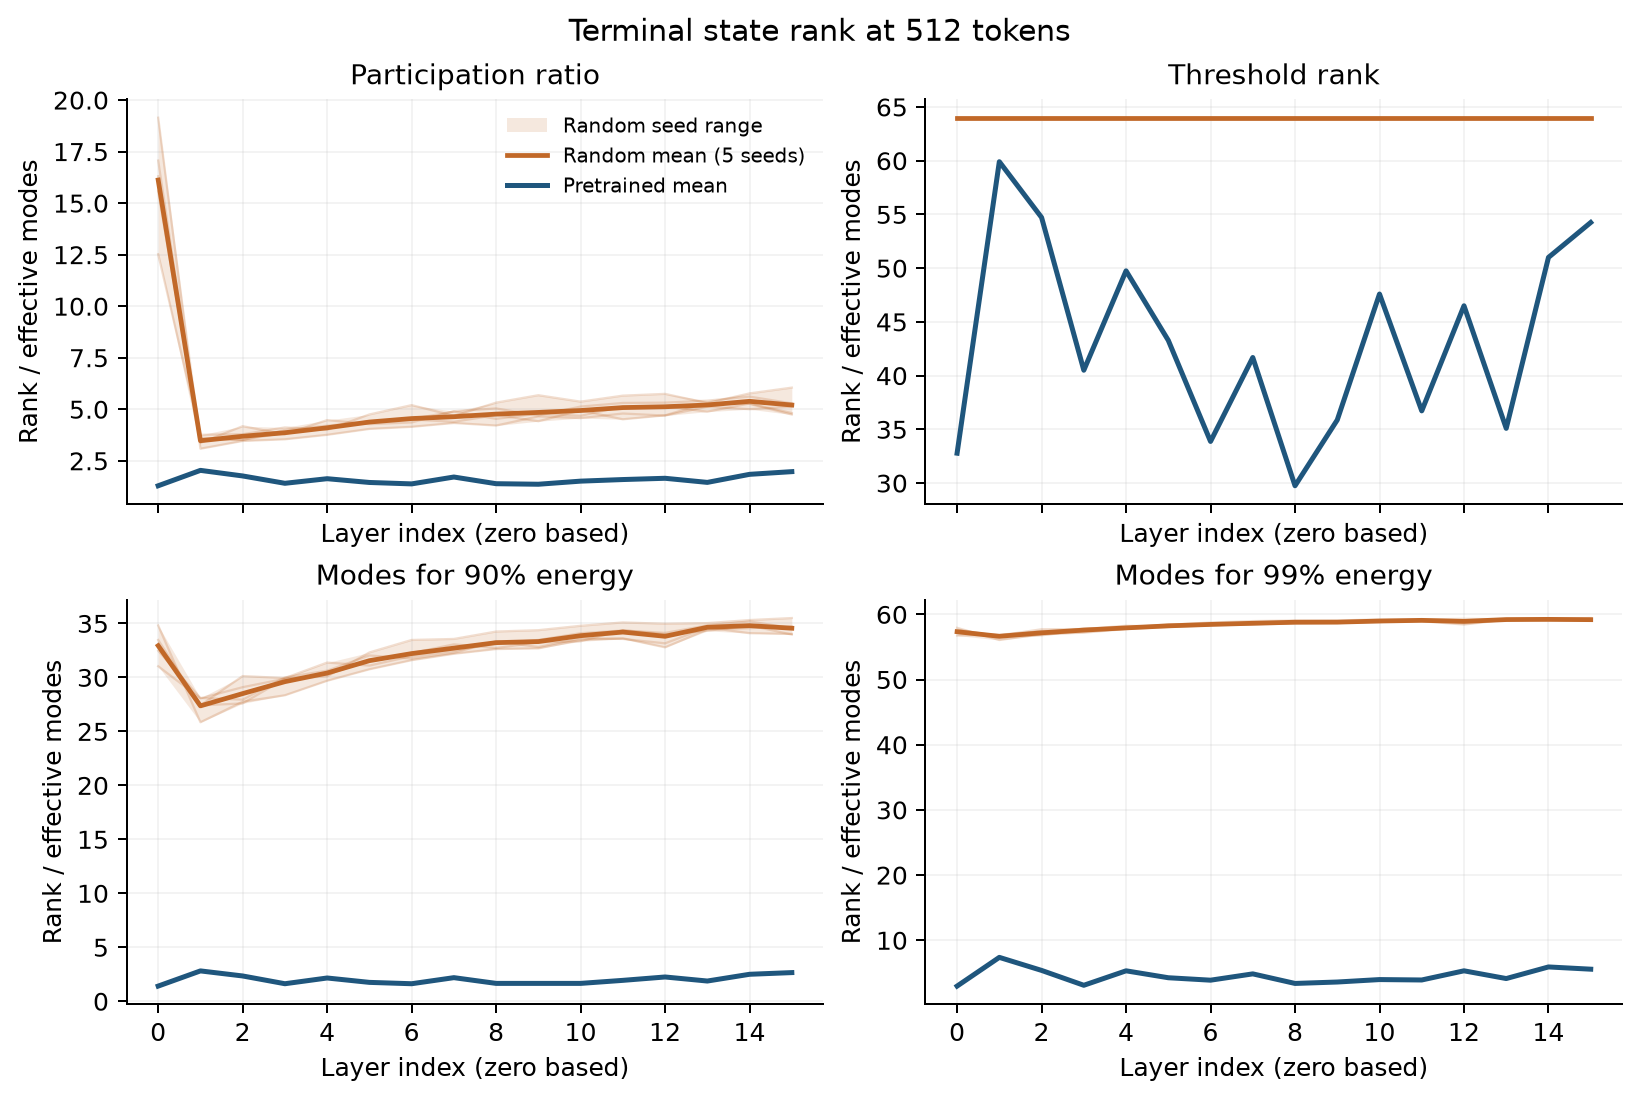 Terminal state rank at 512 tokens
Participation ratio
Rank / effective modes
20.0
17.5
15.0
12.5
10.0
7.5
5.0
2.5
Random seed range
Random mean (5 seeds)
Pretrained mean
Layer index (zero based)
Threshold rank
Rank / effective modes
65
60
55
50
45
40
35
30
Layer index (zero based)
Modes for 90% energy
Rank / effective modes
35
30
25
20
15
10
5
0
0 2 4 6 8 10 12 14
Layer index (zero based)
Modes for 99% energy
Rank / effective modes
60
50
40
30
20
10
0 2 4 6 8 10 12 14
Layer index (zero based)